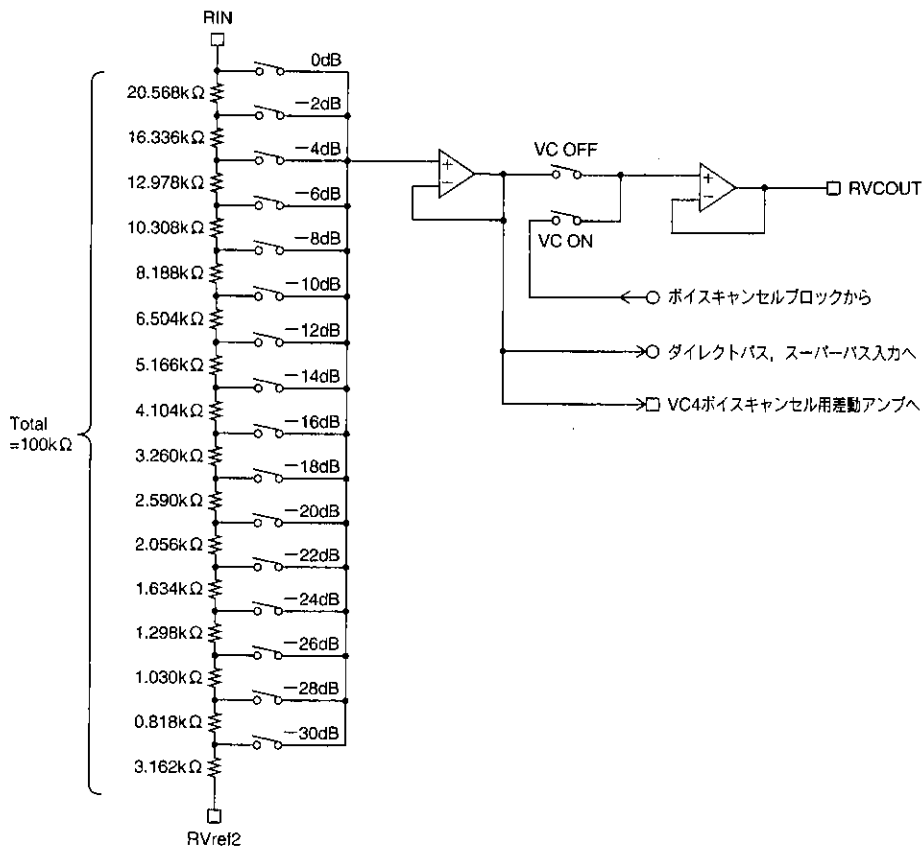 RIN
0dB
20.568kΩ
−2dB
16.336kΩ
−4dB
12.978kΩ
−6dB
10.308kΩ
−8dB
8.188kΩ
−10dB
6.504kΩ
−12dB
5.166kΩ
−14dB
4.104kΩ
−16dB
3.260kΩ
−18dB
2.590kΩ
−20dB
2.056kΩ
−22dB
1.634kΩ
−24dB
1.298kΩ
−26dB
1.030kΩ
−28dB
0.818kΩ
−30dB
3.162kΩ
RVref2
Total
=100kΩ
+
−
VC OFF
VC ON
+
−
RVCOUT
ボイスキャンセルブロックから
ダイレクトパス，スーパーバス入力へ
VC4ボイスキャンセル用差動アンプへ